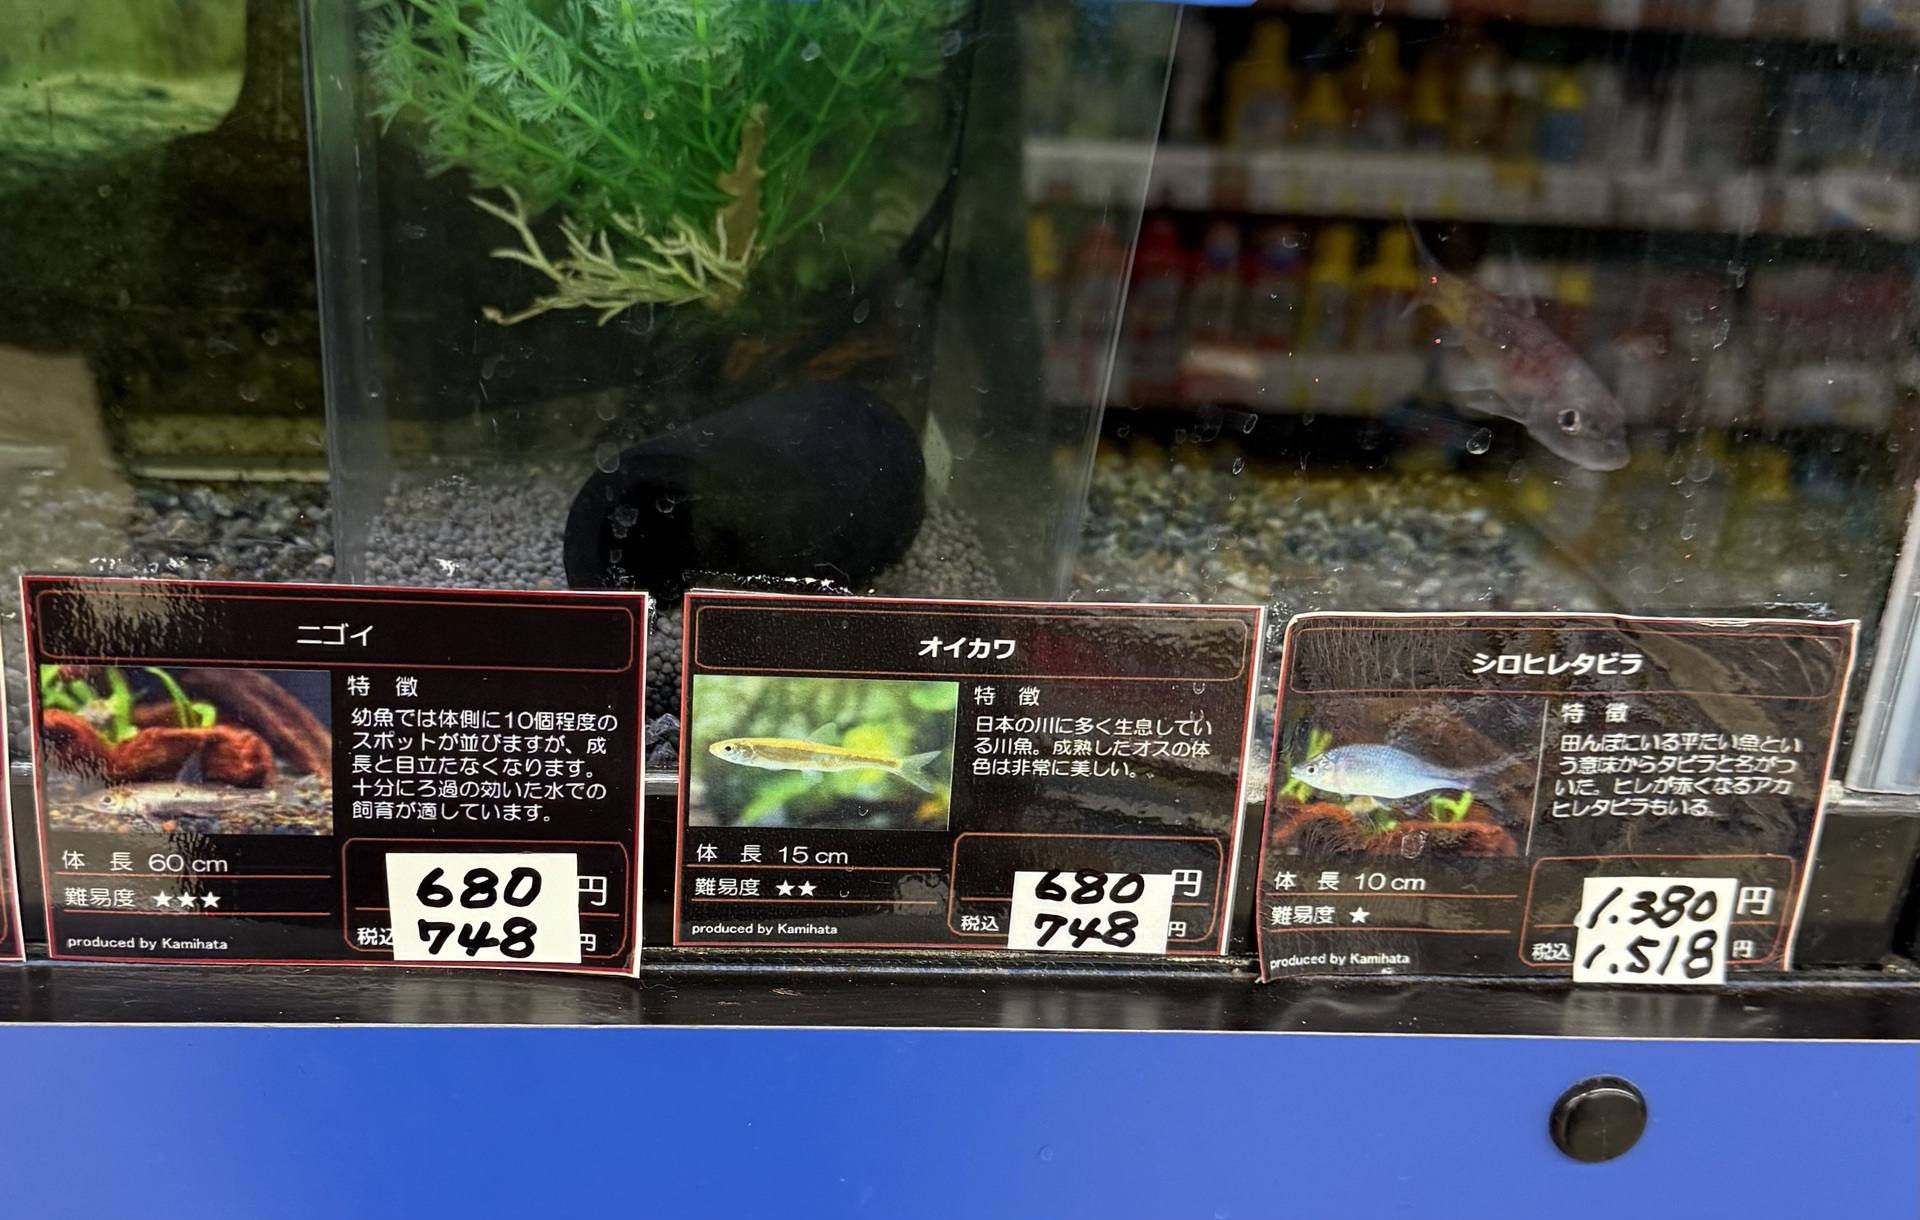 ニゴイ
特 徴
幼魚では体側に10個程度の
スポットが並びますが、成
長と目立たなくなります。
十分にろ過の効いた水での
飼育が適しています。
体 長 60 cm
難易度 ★★★
produced by Kamihata
680 円
税込 748 円
オイカワ
特 徴
日本の川に多く生息してい
る川魚。成熟したオスの体
色は非常に美しい。
体 長 15 cm
難易度 ★★
produced by Kamihata
680 円
税込 748 円
シロヒレタビラ
特 徴
田んぼにいる平たい魚とい
う意味からタビラと名がつ
いた。ヒレが赤くなるアカ
ヒレタビラもいる。
体 長 10 cm
難易度 ★
produced by Kamihata
1.380 円
税込 1.518 円